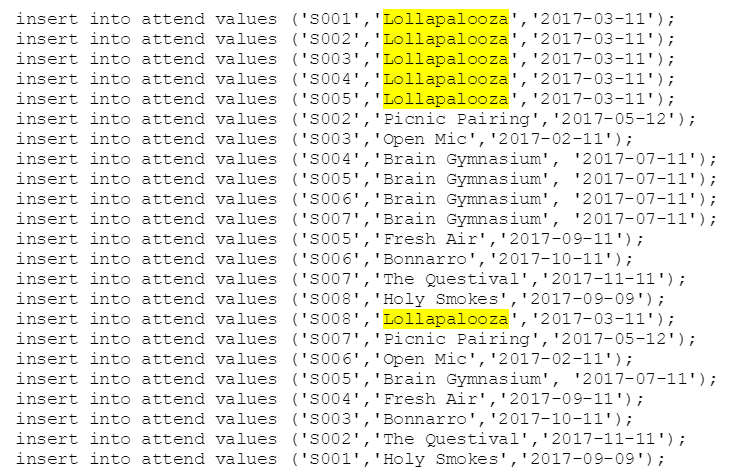 insert into attend values ('S001','Lollapalooza','2017-03-11');
insert into attend values ('S002','Lollapalooza','2017-03-11');
insert into attend values ('S003','Lollapalooza','2017-03-11');
insert into attend values ('S004','Lollapalooza','2017-03-11');
insert into attend values ('S005','Lollapalooza','2017-03-11');
insert into attend values ('S002','Picnic Pairing','2017-05-12');
insert into attend values ('S003','Open Mic','2017-02-11');
insert into attend values ('S004','Brain Gymnasium', '2017-07-11');
insert into attend values ('S005','Brain Gymnasium', '2017-07-11');
insert into attend values ('S006','Brain Gymnasium', '2017-07-11');
insert into attend values ('S007','Brain Gymnasium', '2017-07-11');
insert into attend values ('S005','Fresh Air','2017-09-11');
insert into attend values ('S006','Bonnarro','2017-10-11');
insert into attend values ('S007','The Questival','2017-11-11');
insert into attend values ('S008','Holy Smokes','2017-09-09');
insert into attend values ('S008','Lollapalooza','2017-03-11');
insert into attend values ('S007','Picnic Pairing','2017-05-12');
insert into attend values ('S006','Open Mic','2017-02-11');
insert into attend values ('S005','Brain Gymnasium', '2017-07-11');
insert into attend values ('S004','Fresh Air','2017-09-11');
insert into attend values ('S003','Bonnarro','2017-10-11');
insert into attend values ('S002','The Questival','2017-11-11');
insert into attend values ('S001','Holy Smokes','2017-09-09');